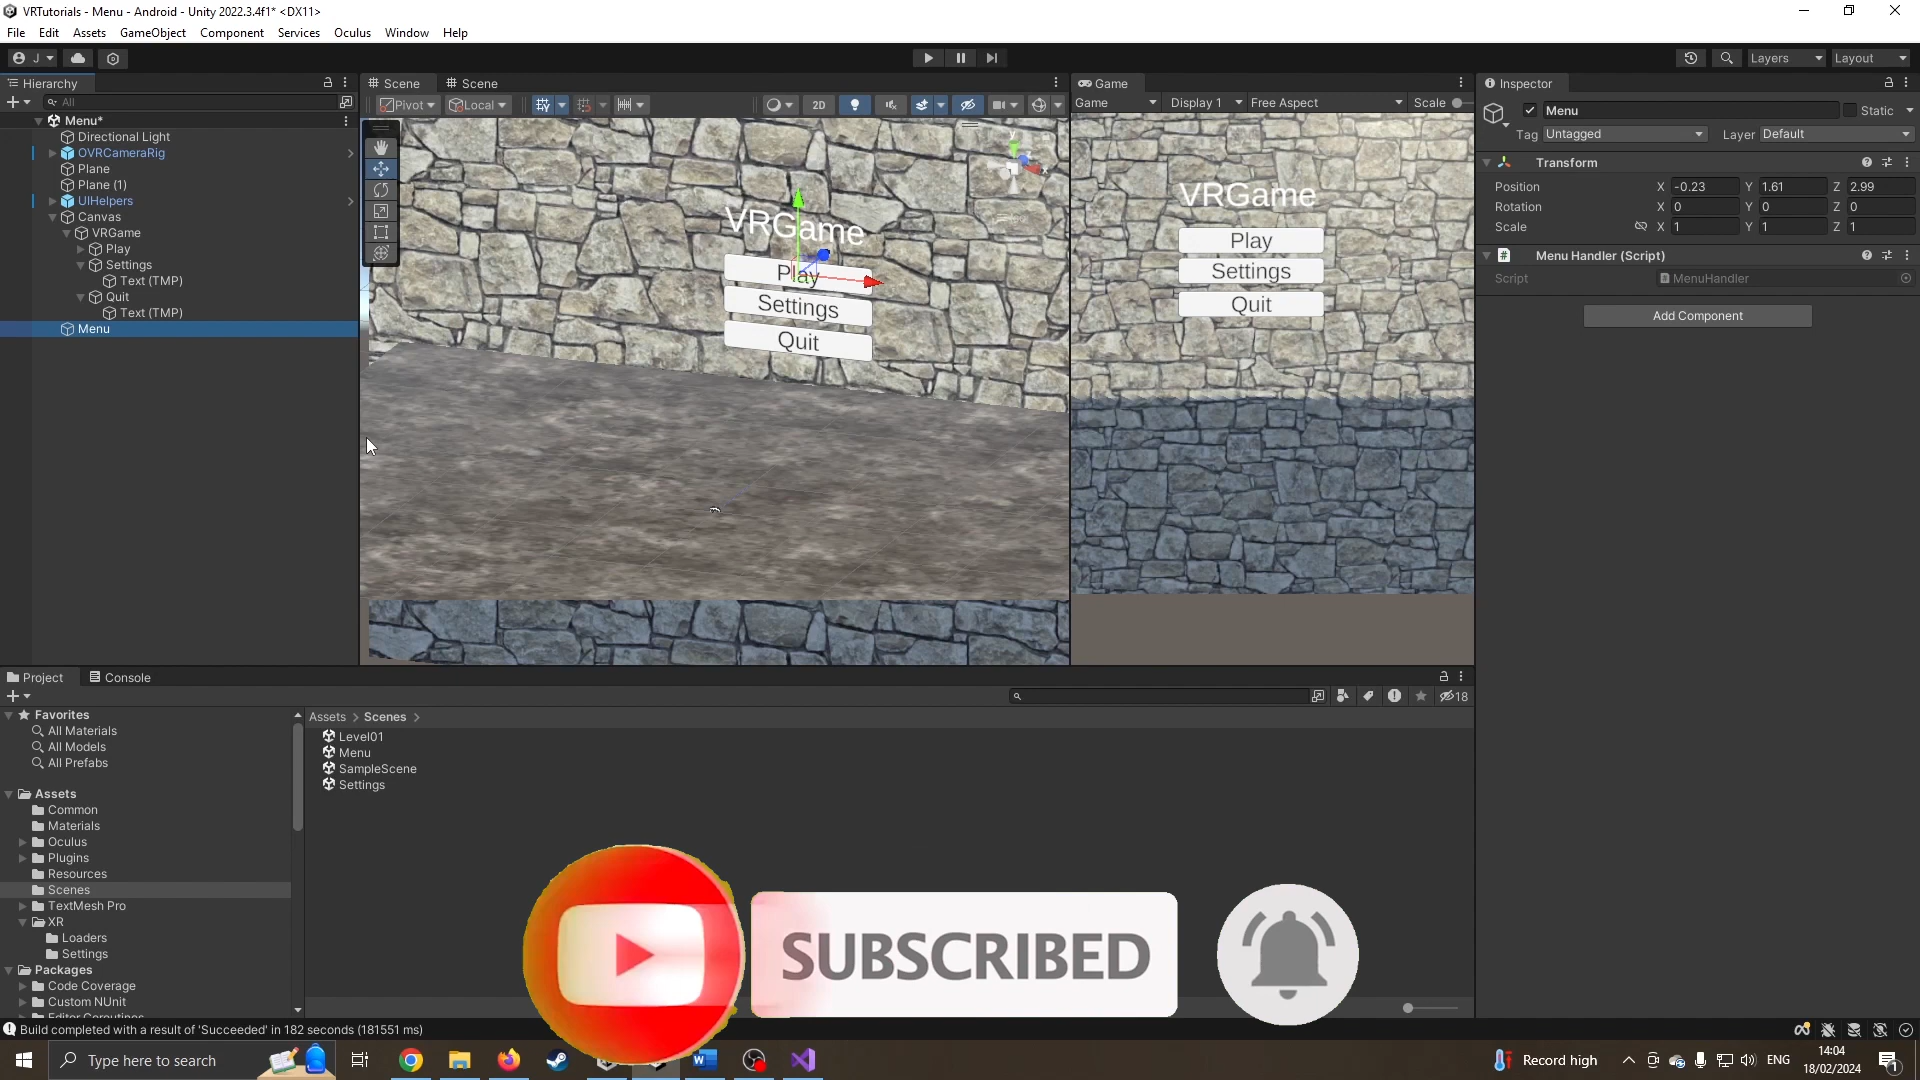 VRTutorials - Menu - Android - Unity 2022.3.4f1* <DX11>
File Edit Assets GameObject Component Services Oculus Window Help
J Layers Layout
Hierarchy
All
Menu*
Directional Light
OVRCameraRig
Plane
Plane (1)
UIHelpers
Canvas
VRGame
Play
Settings
Text (TMP)
Quit
Text (TMP)
Menu
Scene Scene
Pivot Local 2D
VRGame
Play
Settings
Quit
Game
Game Display 1 Free Aspect Scale
VRGame
Play
Settings
Quit
Inspector
Menu Static
Tag Untagged Layer Default
Transform
Position X -0.23 Y 1.61 Z 2.99
Rotation X 0 Y 0 Z 0
Scale X 1 Y 1 Z 1
Menu Handler (Script)
Script MenuHandler
Add Component
Project Console
18
Favorites
All Materials
All Models
All Prefabs
Assets
Common
Materials
Oculus
Plugins
Resources
Scenes
TextMesh Pro
XR
Loaders
Settings
Packages
Code Coverage
Custom NUnit
Editor Coroutines
Assets > Scenes >
Level01
Menu
SampleScene
Settings
SUBSCRIBED
Build completed with a result of 'Succeeded' in 182 seconds (181551 ms)
Type here to search
Record high
ENG
14:04
18/02/2024
1